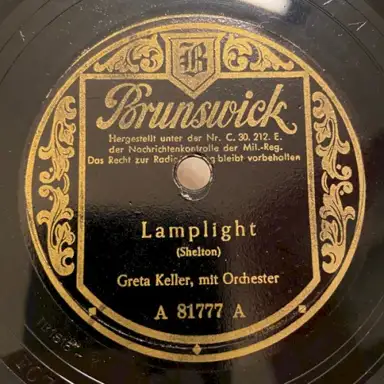 B
Brunswick
Hergestellt unter der Nr. C. 30. 212. E.
der Nachrichtenkontrolle der Mil.-Reg.
Das Recht zur bleibt vorbehalten
Lamplight
(Shelton)
Greta Keller, mit Orchester
A 81777 A